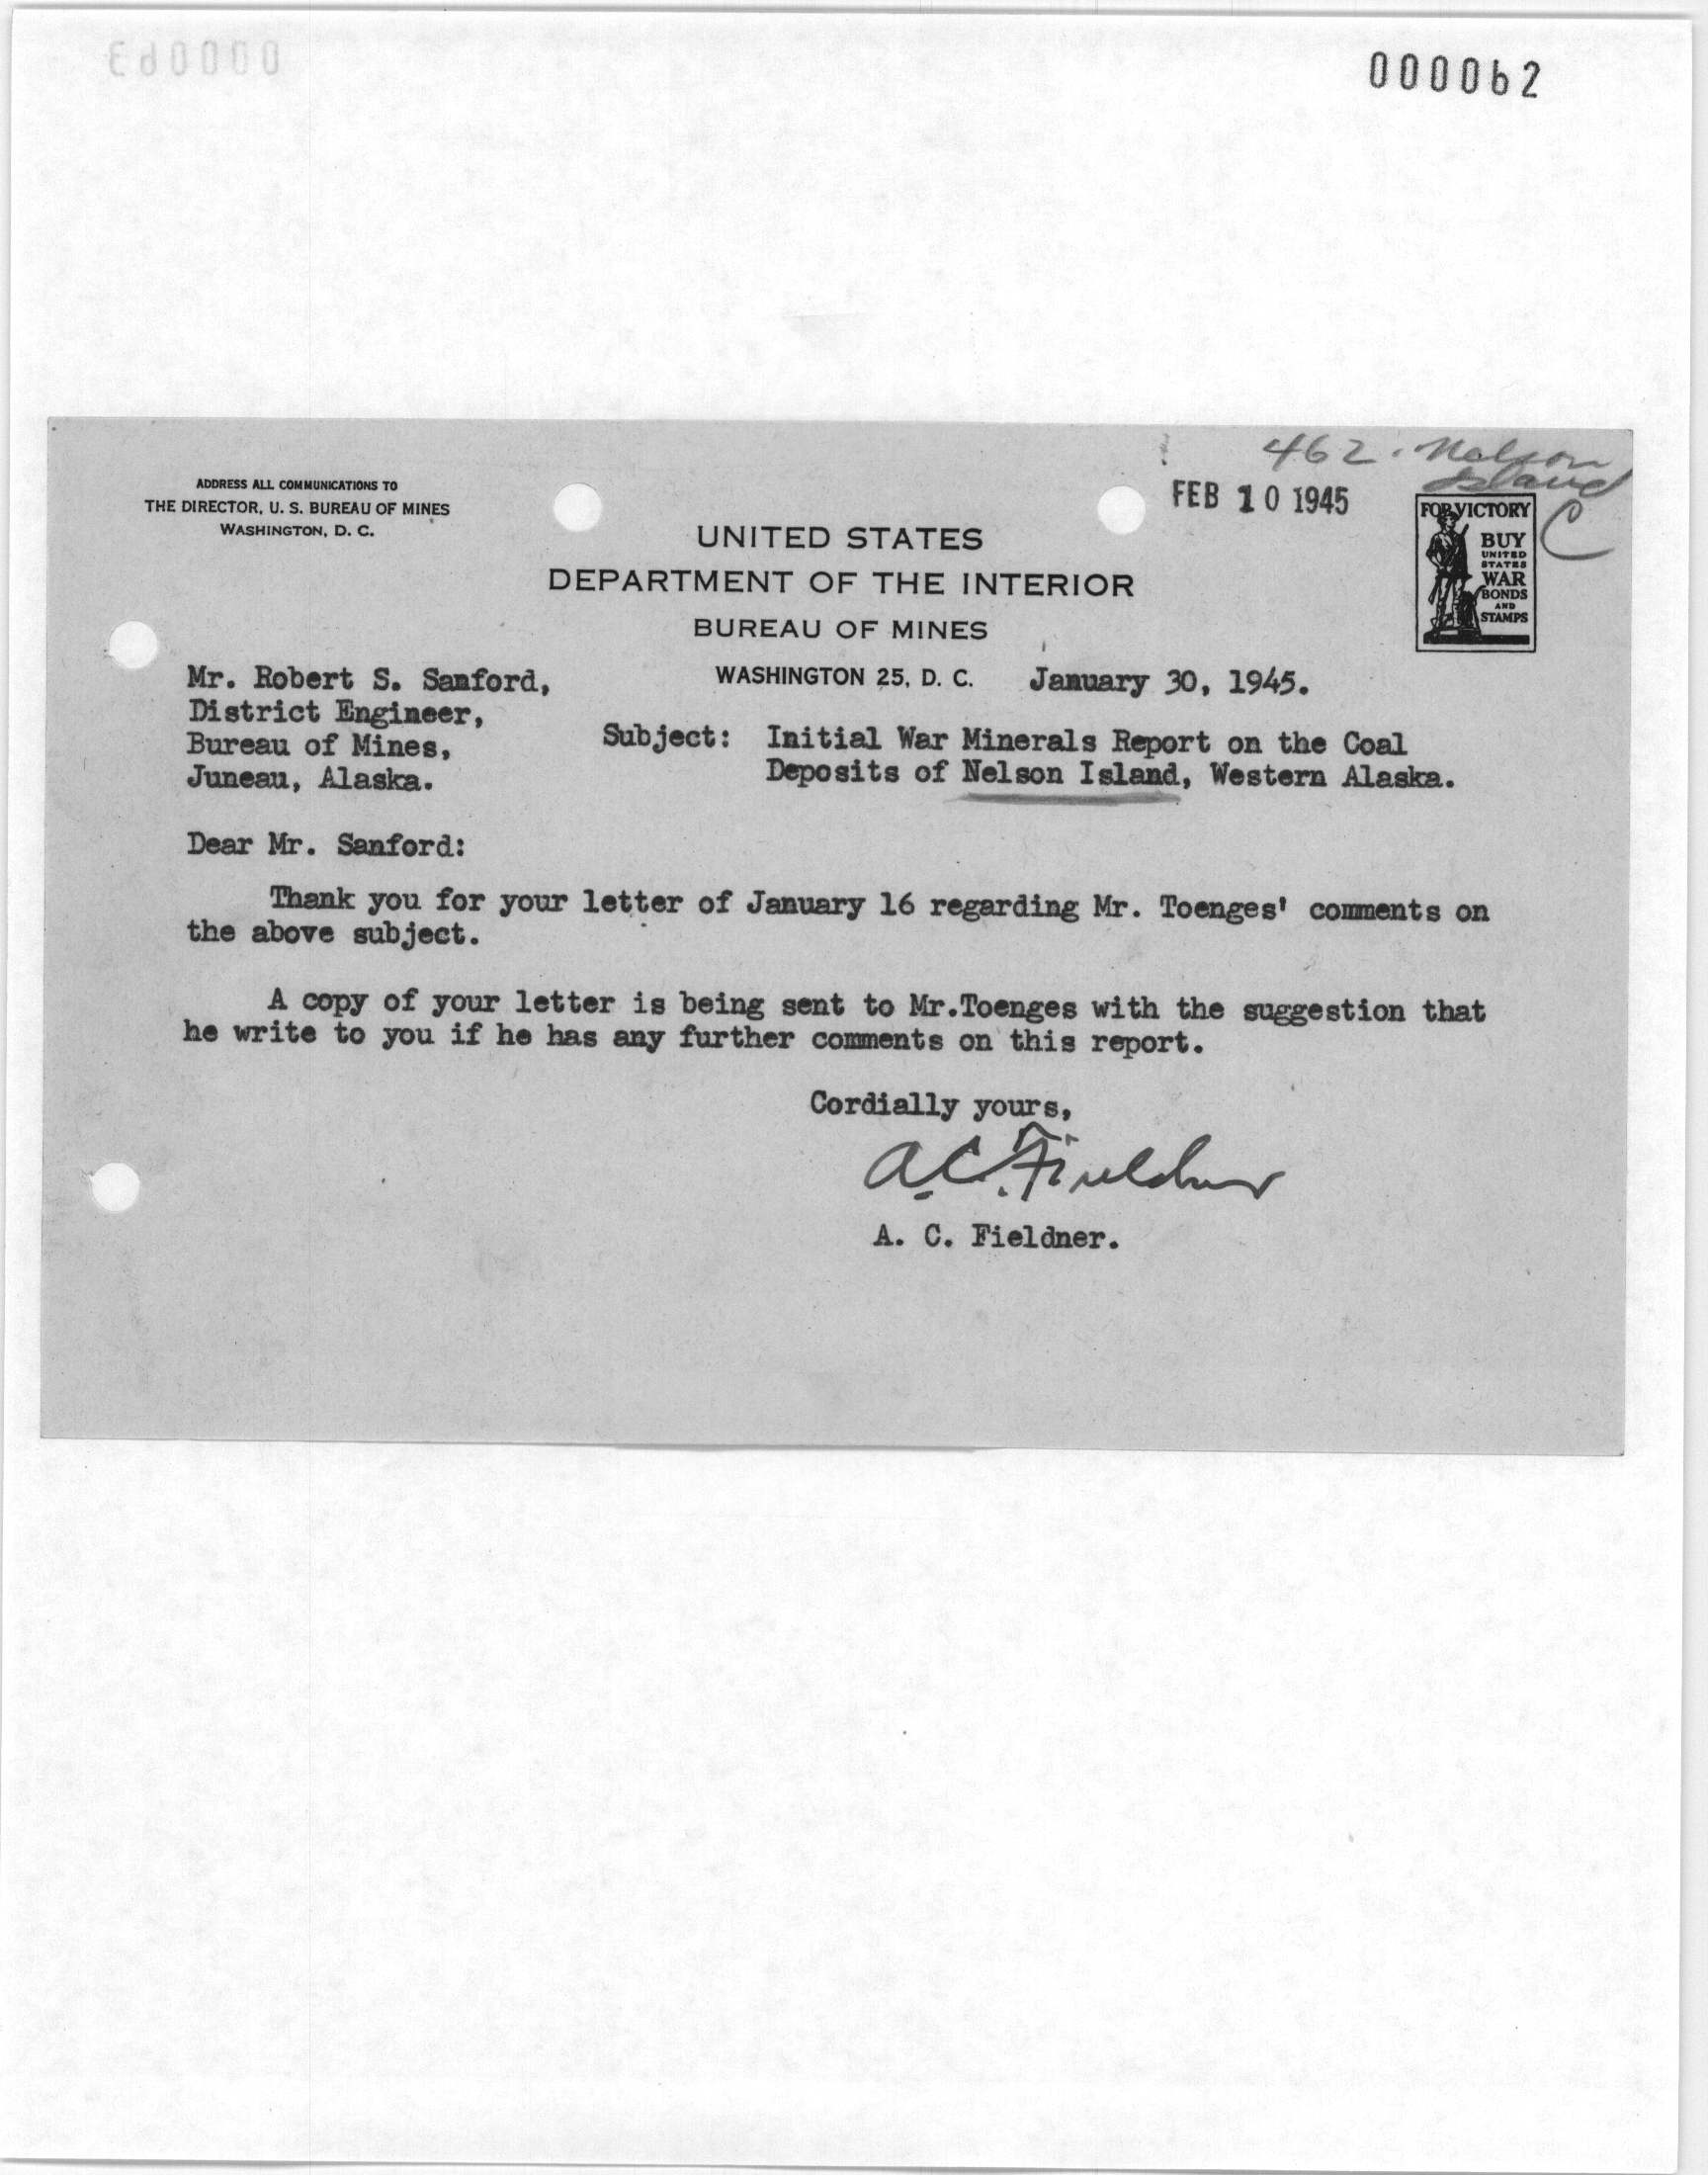 000062
462. Nelson
Island
C
FEB 10 1945
ADDRESS ALL COMMUNICATIONS TO
THE DIRECTOR, U. S. BUREAU OF MINES
WASHINGTON, D. C.
UNITED STATES
DEPARTMENT OF THE INTERIOR
BUREAU OF MINES
WASHINGTON 25, D. C.
FOR VICTORY
BUY
UNITED
STATES
WAR
BONDS
AND
STAMPS
January 30, 1945.
Mr. Robert S. Sanford,
District Engineer,
Bureau of Mines,
Juneau, Alaska.
Subject: Initial War Minerals Report on the Coal
Deposits of Nelson Island, Western Alaska.
Dear Mr. Sanford:
Thank you for your letter of January 16 regarding Mr. Toenges' comments on
the above subject.
A copy of your letter is being sent to Mr.Toenges with the suggestion that
he write to you if he has any further comments on this report.
Cordially yours,
A. C. Fieldner
A. C. Fieldner.
000063